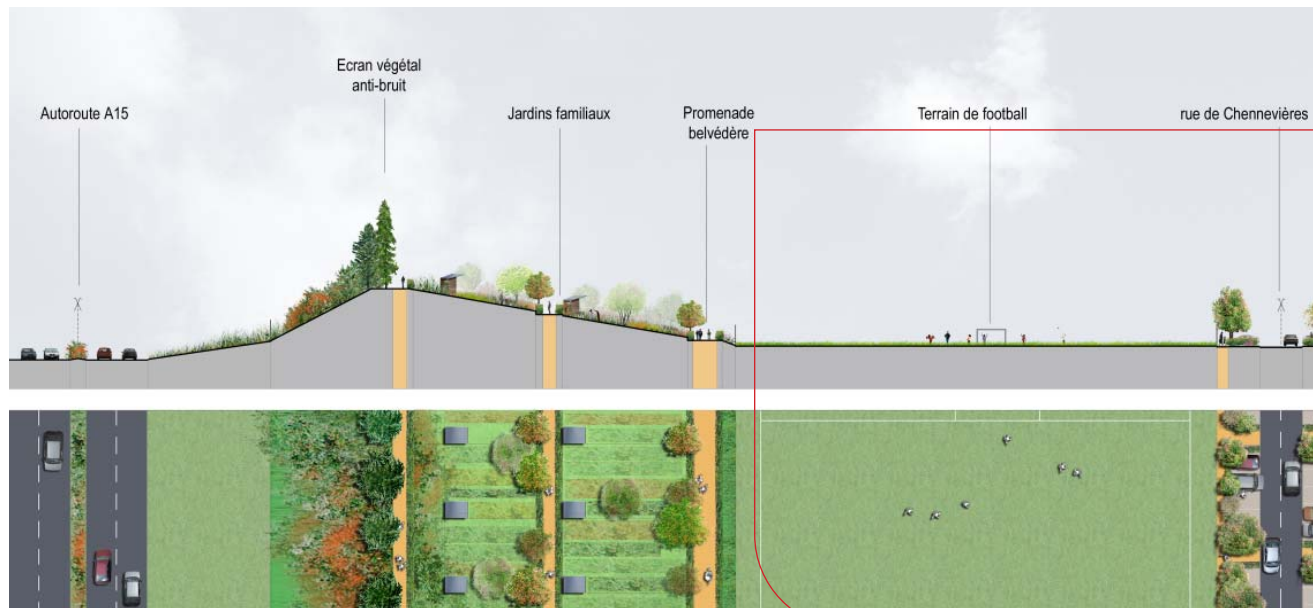 Ecran végétal
anti-bruit
Autoroute A15
Jardins familiaux
Promenade
belvédère
Terrain de football
rue de Chennevières